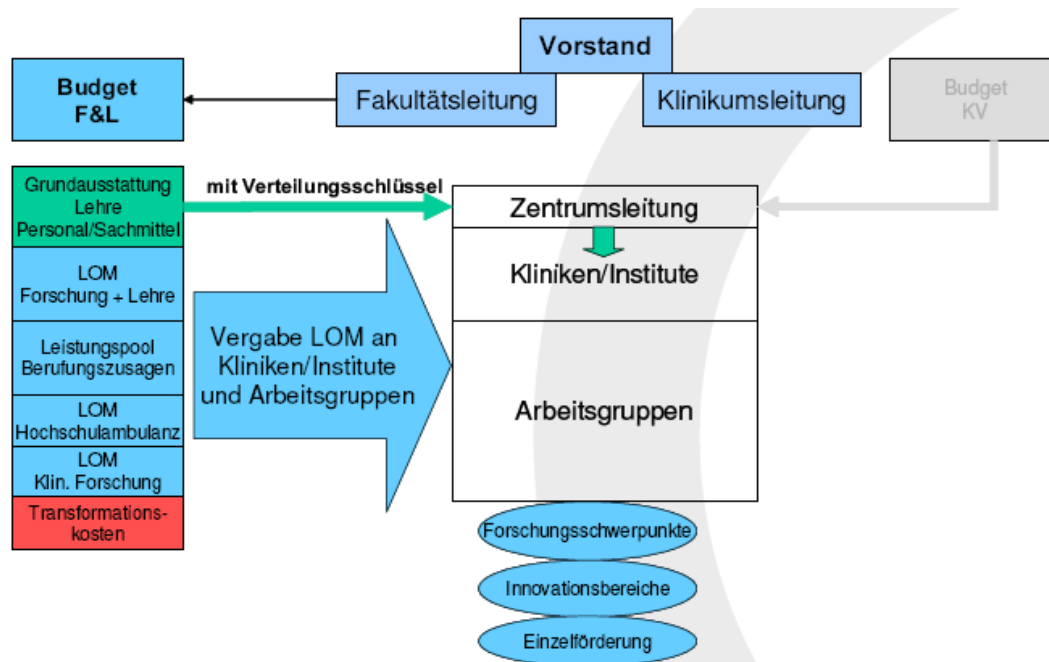 Vorstand
Budget
F&L
Fakultätsleitung
Klinikumsleitung
Budget
KV
Grundausstattung
Lehre
Personal/Sachmittel
mit Verteilungsschlüssel
Zentrumsleitung
Kliniken/Institute
LOM
Forschung + Lehre
Leistungspool
Berufungszusagen
LOM
Hochschulambulanz
LOM
Klin. Forschung
Transformations-
kosten
Vergabe LOM an
Kliniken/Institute
und Arbeitsgruppen
Arbeitsgruppen
Forschungsschwerpunkte
Innovationsbereiche
Einzelförderung